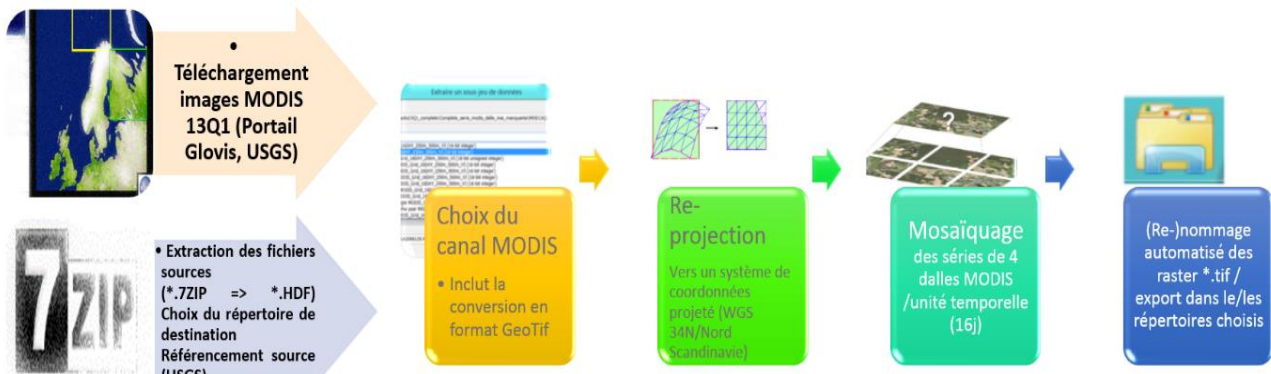 •
Téléchargement
images MODIS
13Q1 (Portail
Glovis, USGS)
7ZIP
• Extraction des fichiers
sources
(*.7ZIP => *.HDF)
Choix du répertoire de
destination
Référencement source
(USGS)
Extraire un sous jeu de données
Choix du
canal MODIS
• Inclut la
conversion en
format GeoTif
Re-
projection
Vers un système de
coordonnées
projeté (WGS
34N/Nord
Scandinavie)
?
Mosaïquage
des séries de 4
dalles MODIS
/unité temporelle
(16j)
(Re-)nommage
automatisé des
raster *.tif /
export dans le/les
répertoires choisis